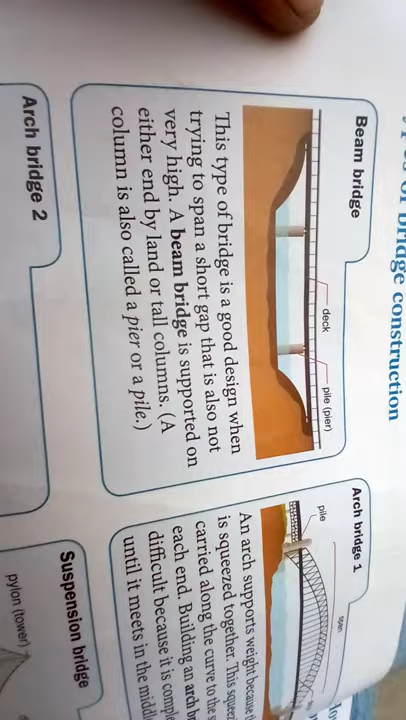 of bridge construction
Beam bridge
deck
pile (pier)
This type of bridge is a good design when
trying to span a short gap that is also not
very high. A beam bridge is supported on
either end by land or tall columns. (A
column is also called a pier or a pile.)
Arch bridge 1
pile
span
An arch supports weight because
is squeezed together. This
carried along the curve to the
each end. Building an arch
difficult because it is
until it meets in the
Arch bridge 2
Suspension bridge
pylon (tower)